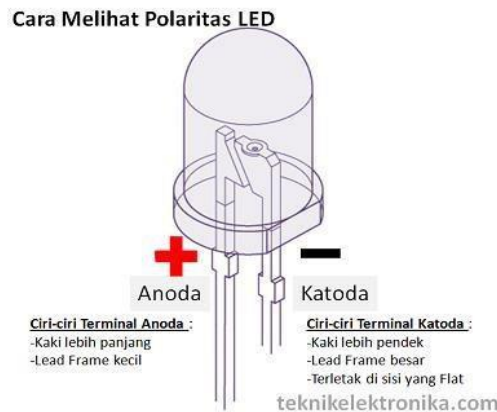 Cara Melihat Polaritas LED
Anoda
Katoda
Ciri-ciri Terminal Anoda :
-Kaki lebih panjang
-Lead Frame kecil
Ciri-ciri Terminal Katoda :
-Kaki lebih pendek
-Lead Frame besar
-Terletak di sisi yang Flat
teknikelektronika.com